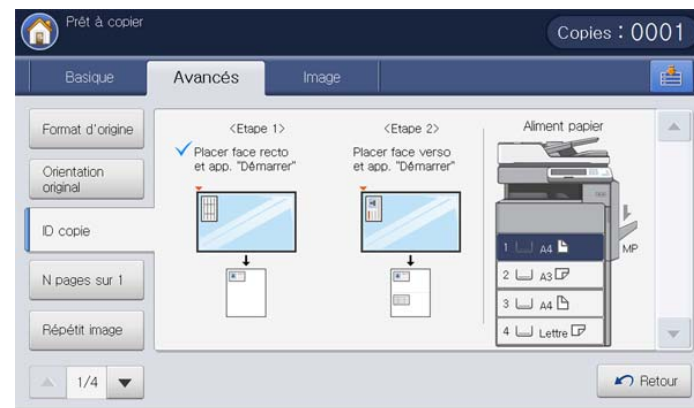 Prêt à copier
Copies : 0001
Basique
Avancés
Image
Format d'origine
Orientation
original
ID copie
N pages sur 1
Répétit image
1/4
<Etape 1>
Placer face recto
et app. "Démarrer"
<Etape 2>
Placer face verso
et app. "Démarrer"
Aliment papier
MP
1 A4
2 A3
3 A4
4 Lettre
Retour